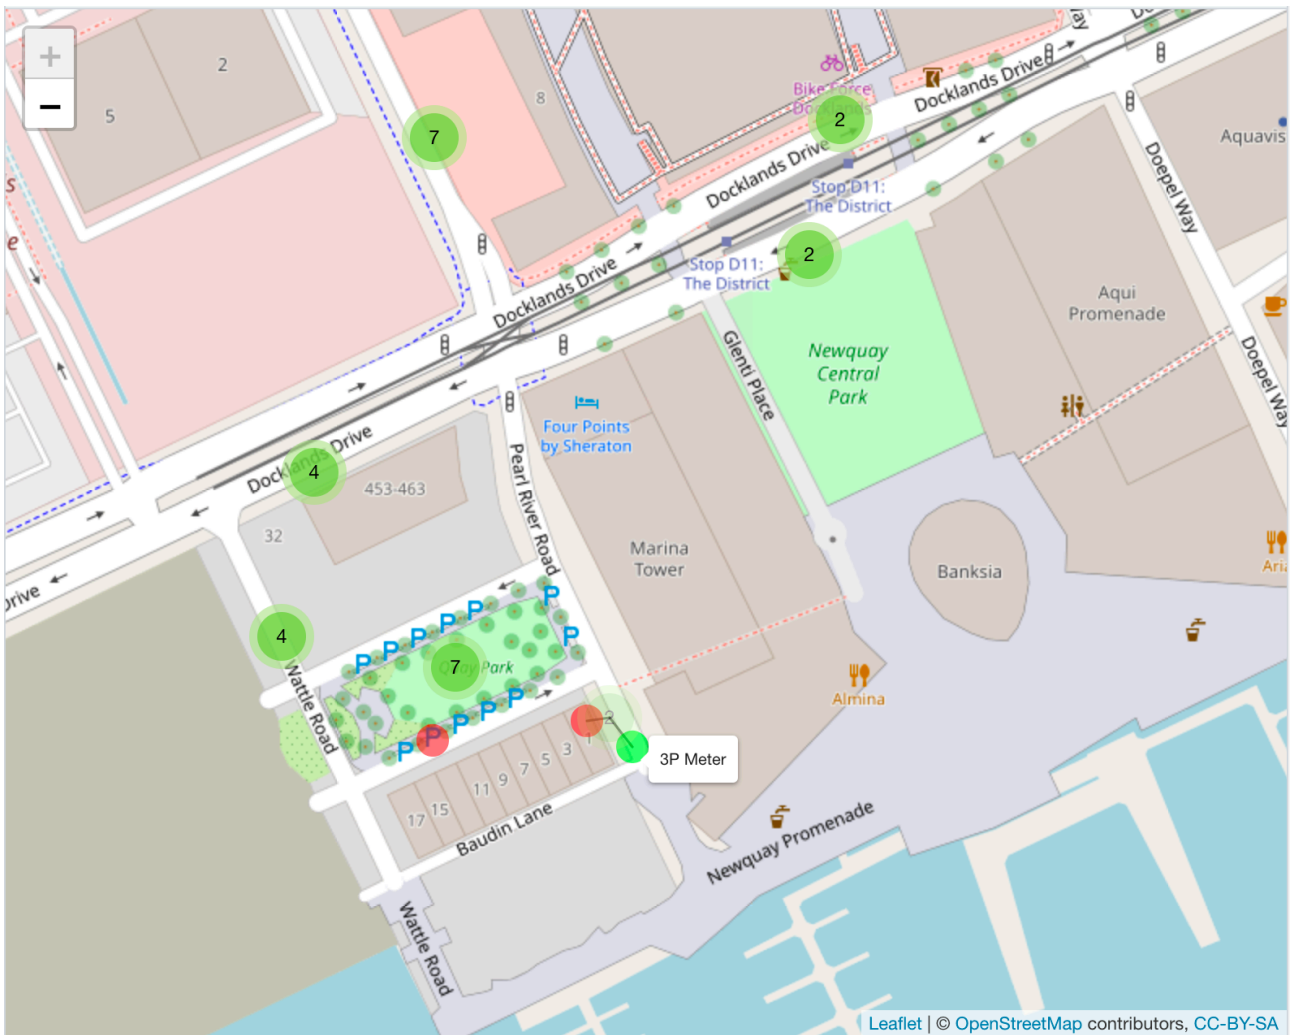 +
−
2
5
7
8
Bike Force
Docklands
2
Docklands Drive
Docklands Drive
Way
Aquavis
Doepel Way
s
e
Stop D11:
The District
2
Stop D11:
The District
Docklands Drive
Aqui
Promenade
Newquay
Central
Park
Glenti Place
Doepel Way
Four Points
by Sheraton
Docklands Drive
4
453-463
32
Pearl River Road
Marina
Tower
Banksia
Aria
Drive
P
P
P
P
P
P
P
4
7
Quay Park
Wattle Road
P
P
P
P
P
Almina
2
1
3
5
7
9
11
15
17
3P Meter
Baudin Lane
Newquay Promenade
Wattle Road
Leaflet | © OpenStreetMap contributors, CC-BY-SA